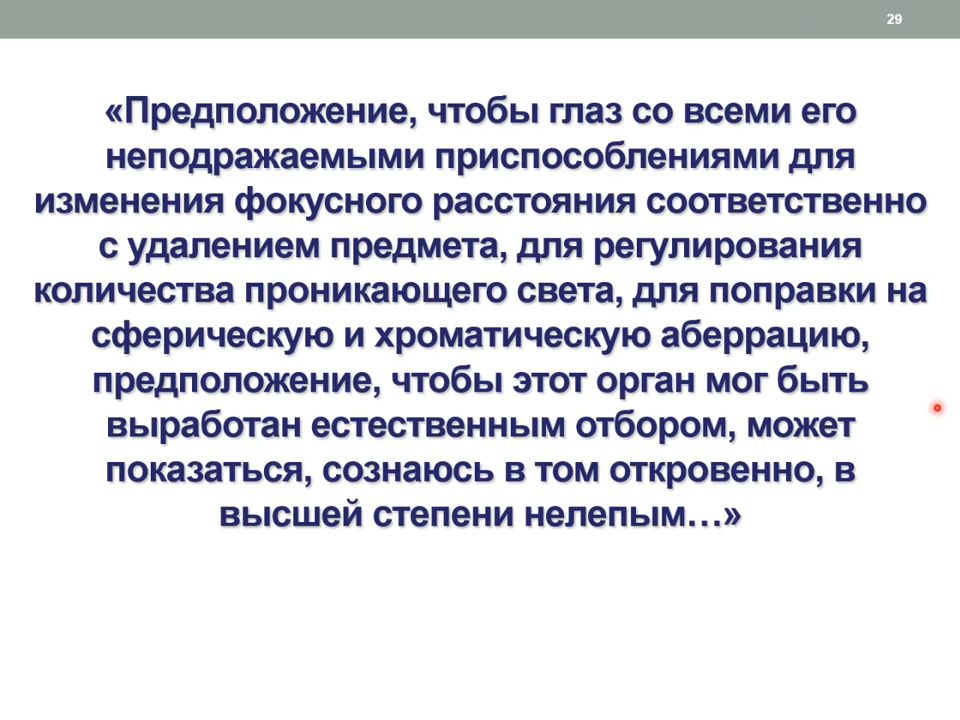 29
«Предположение, чтобы глаз со всеми его
неподражаемыми приспособлениями для
изменения фокусного расстояния соответственно
с удалением предмета, для регулирования
количества проникающего света, для поправки на
сферическую и хроматическую аберрацию,
предположение, чтобы этот орган мог быть
выработан естественным отбором, может
показаться, сознаюсь в том откровенно, в
высшей степени нелепым…»